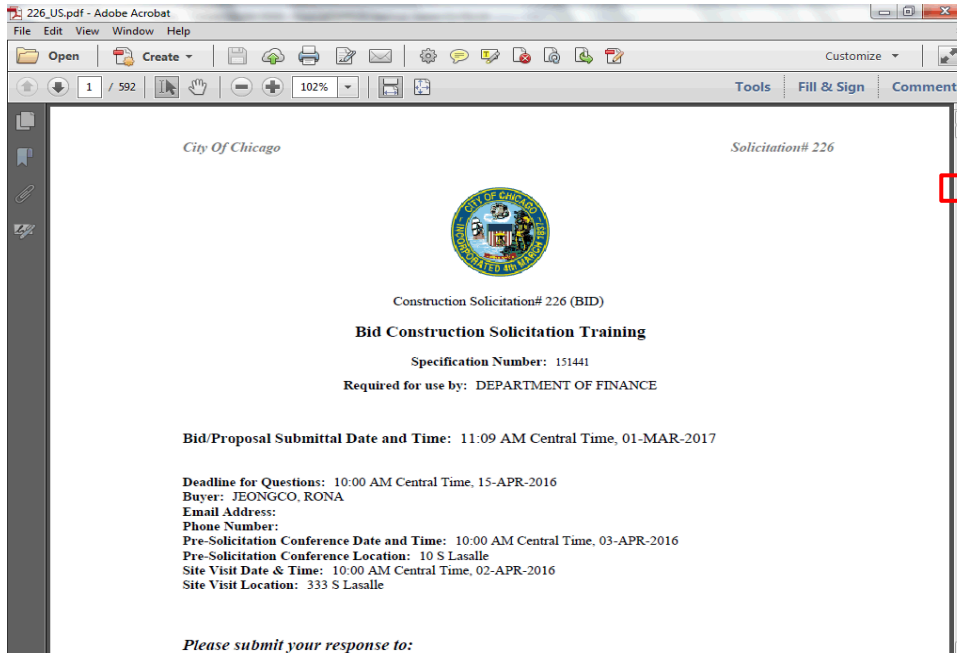 226_US.pdf - Adobe Acrobat
File Edit View Window Help
Open Create Customize
1 / 592 102% Tools Fill & Sign Comment
City Of Chicago Solicitation# 226
CITY OF CHICAGO
INCORPORATED 4th MARCH 1837
Construction Solicitation# 226 (BID)
Bid Construction Solicitation Training
Specification Number: 151441
Required for use by: DEPARTMENT OF FINANCE
Bid/Proposal Submittal Date and Time: 11:09 AM Central Time, 01-MAR-2017
Deadline for Questions: 10:00 AM Central Time, 15-APR-2016
Buyer: JEONGCO, RONA
Email Address:
Phone Number:
Pre-Solicitation Conference Date and Time: 10:00 AM Central Time, 03-APR-2016
Pre-Solicitation Conference Location: 10 S Lasalle
Site Visit Date & Time: 10:00 AM Central Time, 02-APR-2016
Site Visit Location: 333 S Lasalle
Please submit your response to: